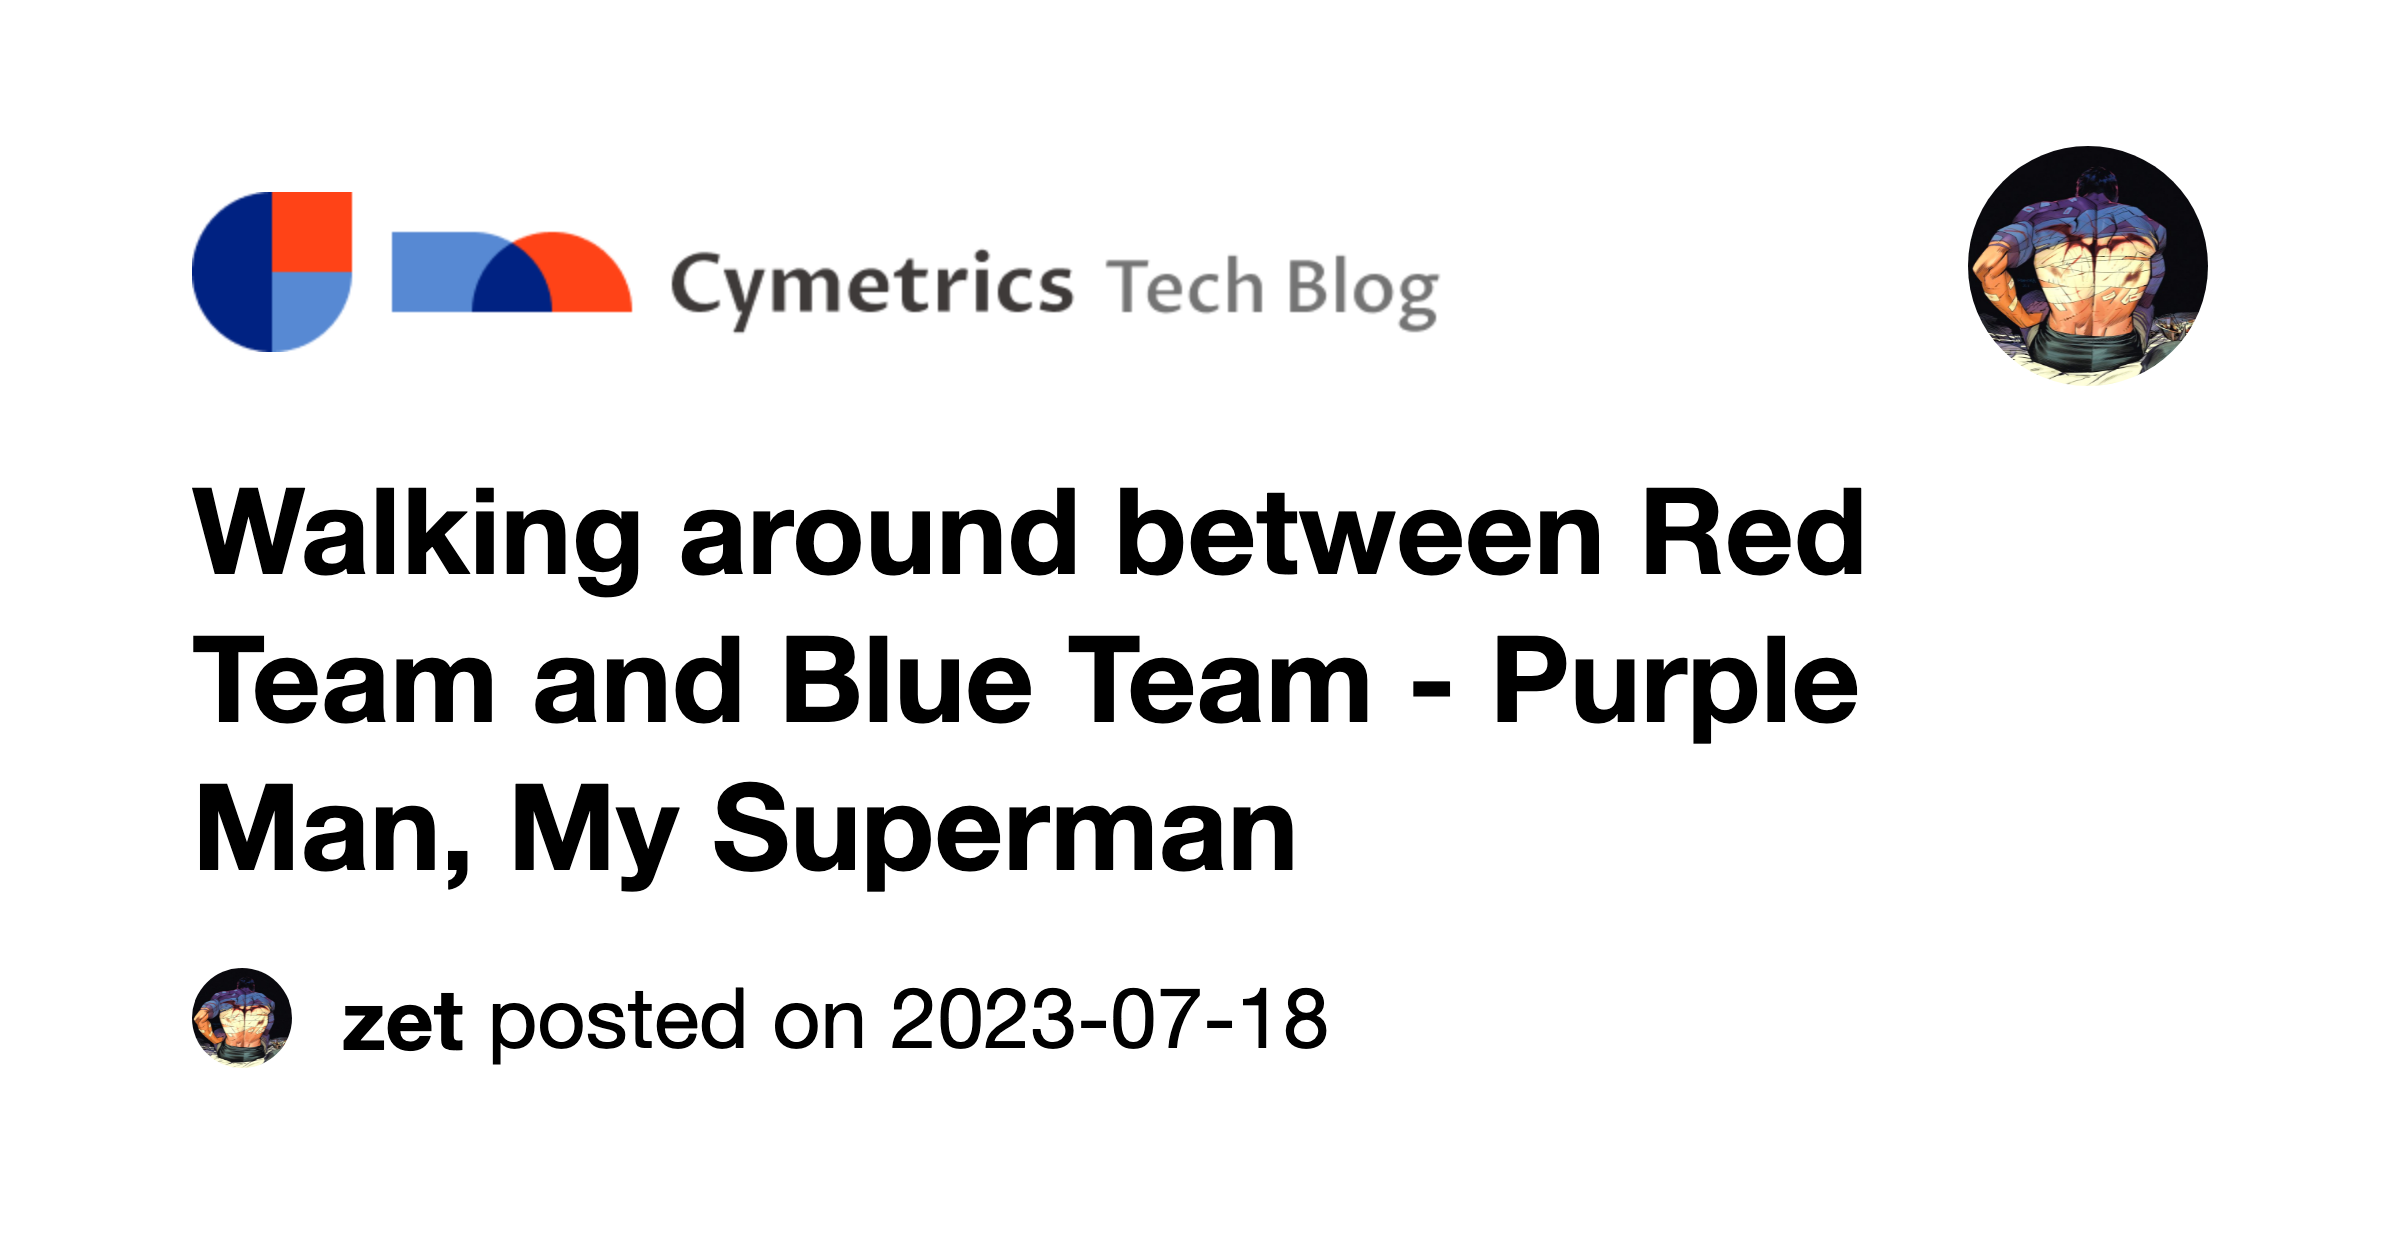 Cymetrics Tech Blog
Walking around between Red
Team and Blue Team - Purple
Man, My Superman
zet posted on 2023-07-18